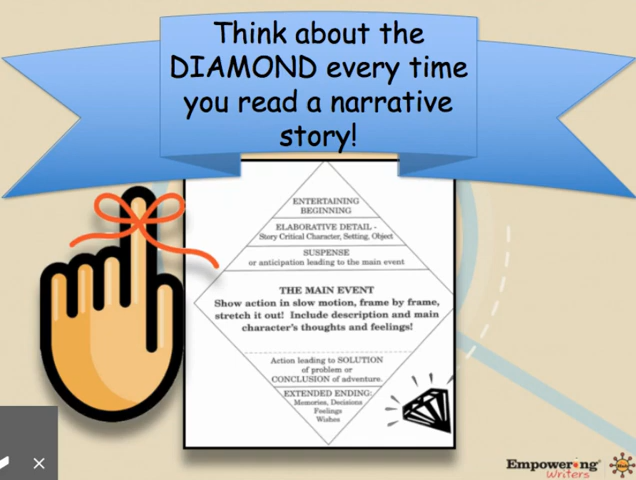 Think about the
DIAMOND every time
you read a narrative
story!
ENTERTAINING
BEGINNING
ELABORATIVE DETAIL -
Story Critical Character, Setting, Object
SUSPENSE
or anticipation leading to the main event
THE MAIN EVENT
Show action in slow motion, frame by frame,
stretch it out! Include description and main
character's thoughts and feelings!
Action leading to SOLUTION
of problem or
CONCLUSION of adventure.
EXTENDED ENDING:
Memories, Decisions
Feelings
Wishes
Empowering
Writers